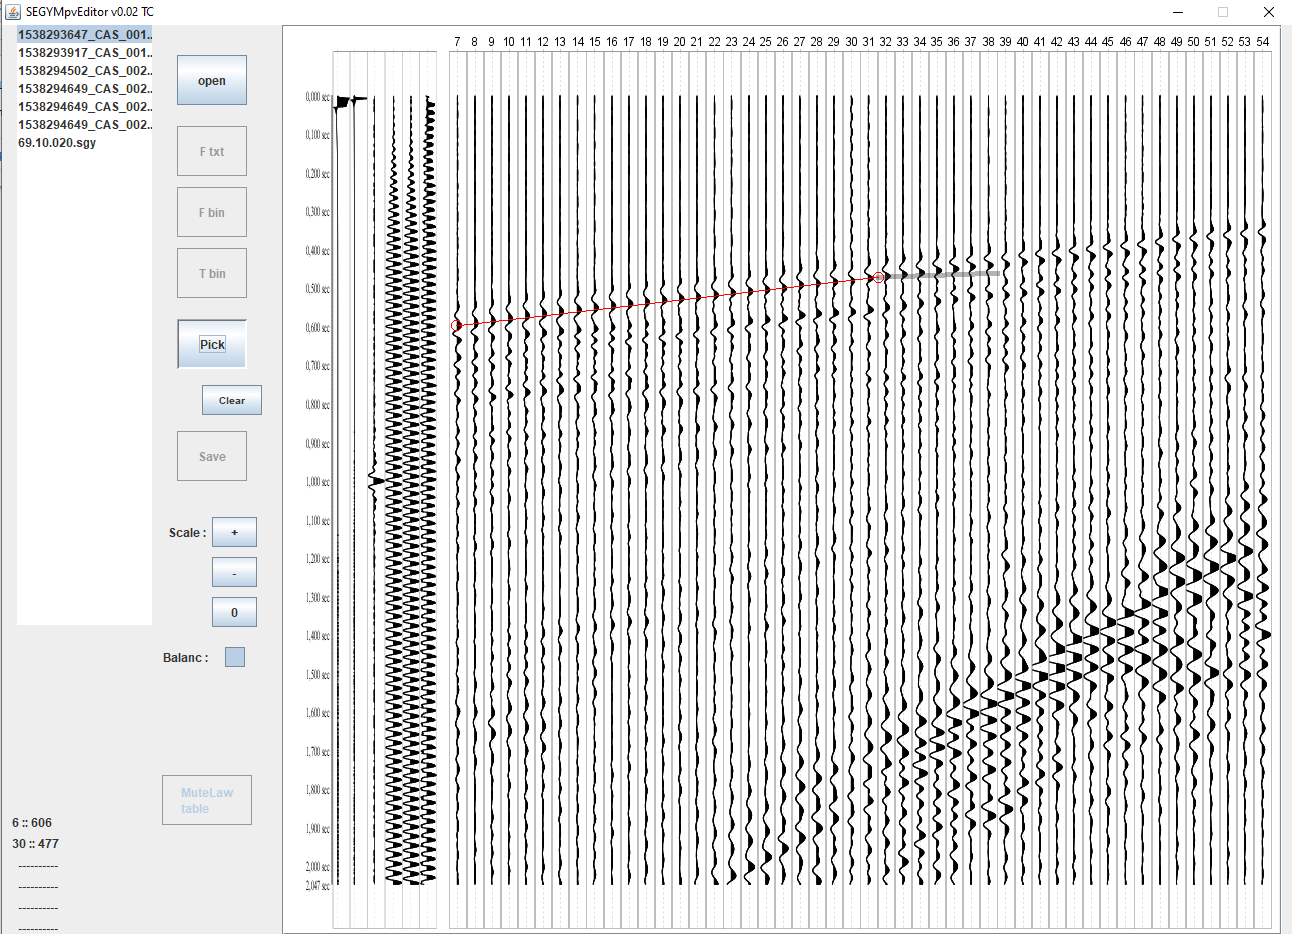 SEGYMpvEditor v0.02 TC
1538293647_CAS_001..
1538293917_CAS_001..
1538294502_CAS_002..
1538294649_CAS_002..
1538294649_CAS_002..
1538294649_CAS_002..
69.10.020.sgy
open
F txt
F bin
T bin
Pick
Clear
Save
Scale :
+
-
0
Balanc :
MuteLaw
table
6 :: 606
30 :: 477
----------
----------
----------
----------
7 8 9 10 11 12 13 14 15 16 17 18 19 20 21 22 23 24 25 26 27 28 29 30 31 32 33 34 35 36 37 38 39 40 41 42 43 44 45 46 47 48 49 50 51 52 53 54
0,000 sec
0,100 sec
0,200 sec
0,300 sec
0,400 sec
0,500 sec
0,600 sec
0,700 sec
0,800 sec
0,900 sec
1,000 sec
1,100 sec
1,200 sec
1,300 sec
1,400 sec
1,500 sec
1,600 sec
1,700 sec
1,800 sec
1,900 sec
2,000 sec
2.047 sec